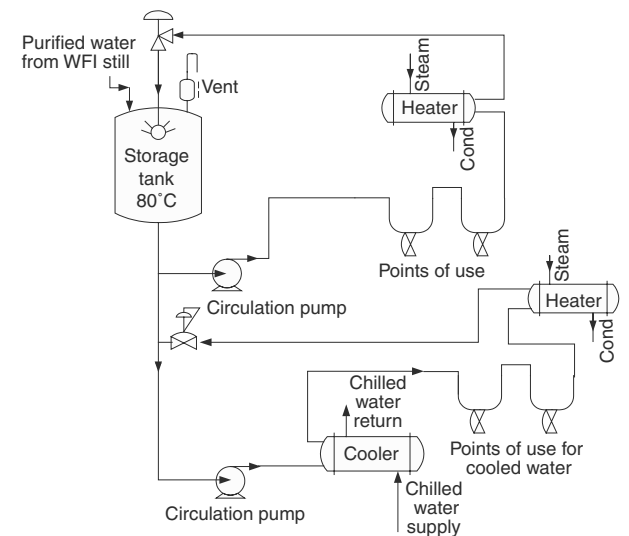 Purified water
from WFI still
Vent
Storage
tank
80˚C
Steam
Heater
Cond
Points of use
Circulation pump
Steam
Heater
Cond
Chilled
water
return
Cooler
Points of use for
cooled water
Chilled
water
supply
Circulation pump